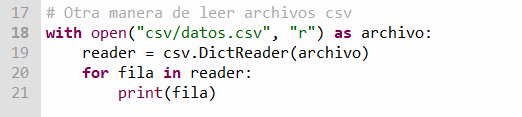 17 # Otra manera de leer archivos csv
18 with open("csv/datos.csv", "r") as archivo:
19     reader = csv.DictReader(archivo)
20     for fila in reader:
21         print(fila)